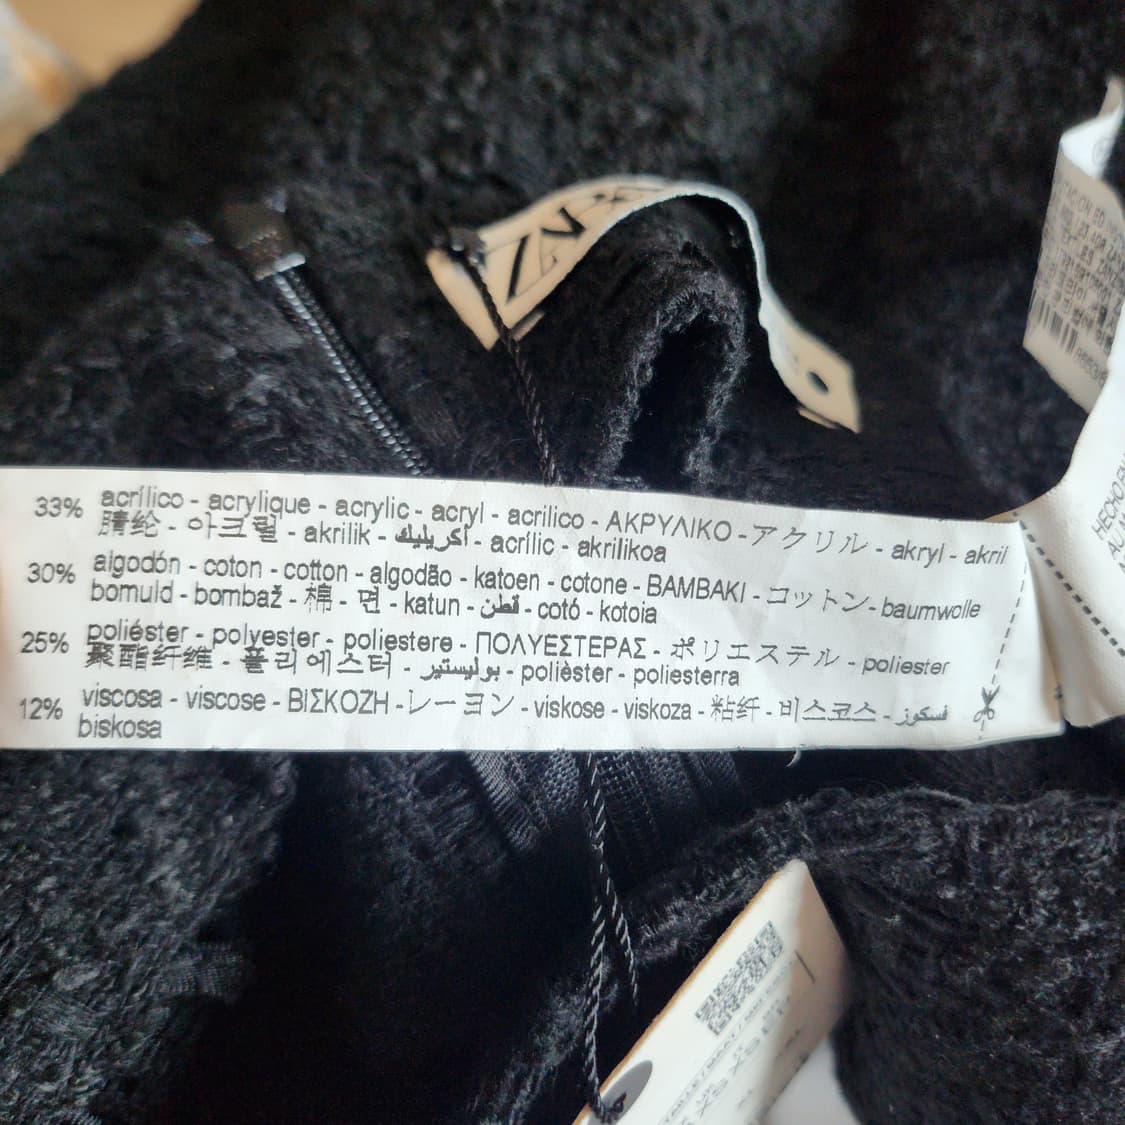 ZARA
33% acrílico - acrylique - acrylic - acryl - acrilico - ΑΚΡΥΛΙΚΟ - アクリル - akryl - akril
腈纶 - 아크릴 - akrilik - أكريليك - acrílic - akrilikoa
30% algodón - coton - cotton - algodão - katoen - cotone - BAMBAKI - コットン - baumwolle
bomuld - bombaž - 棉 - 면 - katun - قطن - cotó - kotoia
25% poliéster - polyester - poliestere - ΠΟΛΥΕΣΤΕΡΑΣ - ポリエステル - poliester
聚酯纤维 - 폴리에스터 - بوليستير - polièster - poliesterra
12% viscosa - viscose - ΒΙΣΚΟΖΗ - レーヨン - viskose - viskoza - 粘纤 - 비스코스 - فسكوز
biskosa
HECHO EN